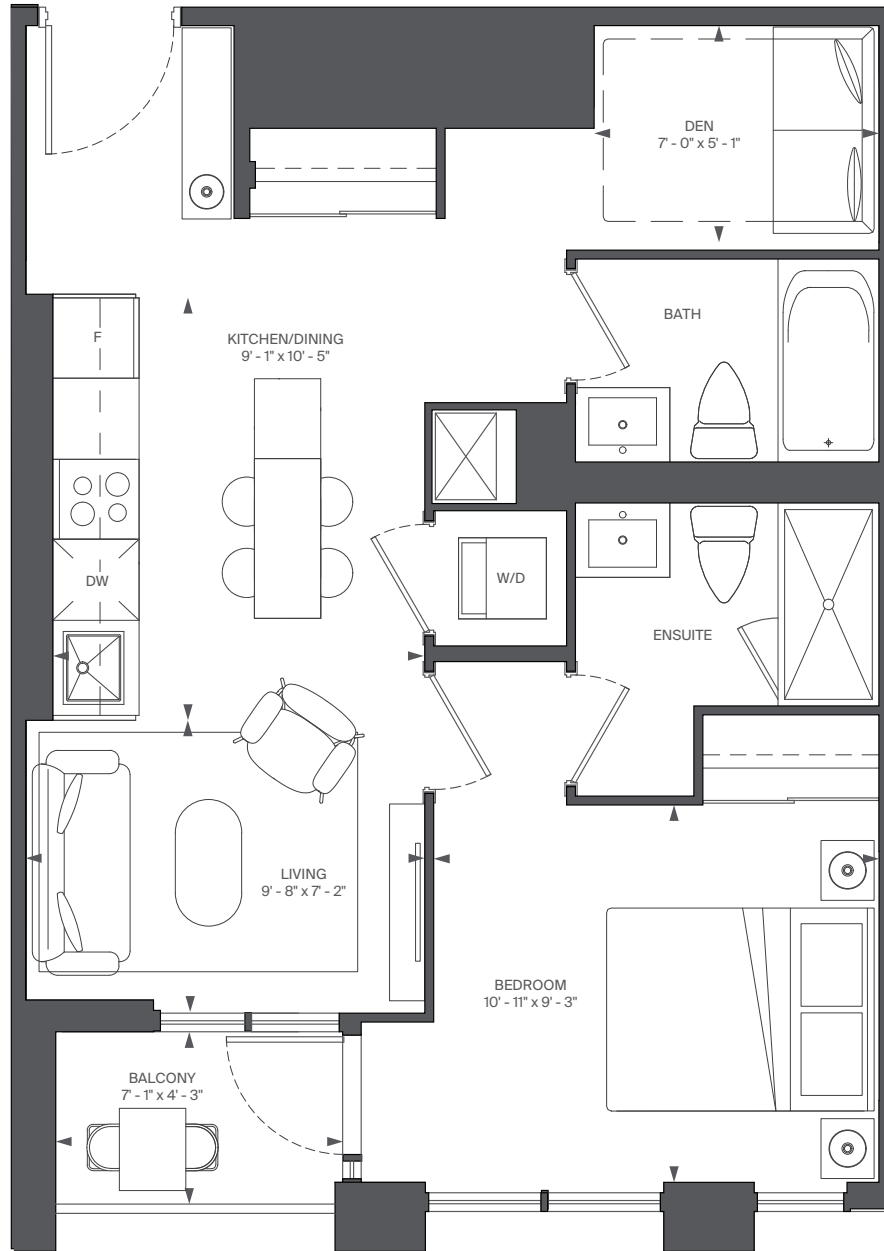 DEN
7' - 0" x 5' - 1"
BATH
KITCHEN/DINING
9' - 1" x 10' - 5"
F
DW
W/D
ENSUITE
LIVING
9' - 8" x 7' - 2"
BEDROOM
10' - 11" x 9' - 3"
BALCONY
7' - 1" x 4' - 3"